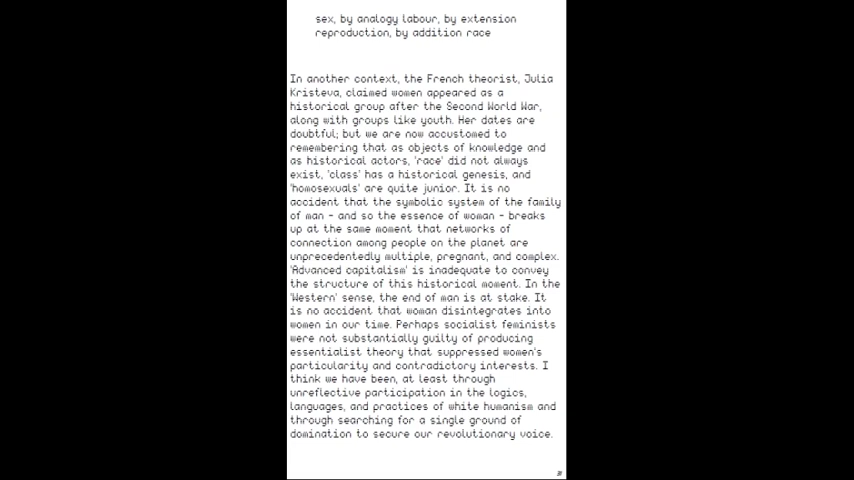 sex, by analogy labour, by extension
reproduction, by addition race
In another context, the French theorist, Julia
Kristeva, claimed women appeared as a
historical group after the Second World War,
along with groups like youth. Her dates are
doubtful; but we are now accustomed to
remembering that as objects of knowledge and
as historical actors, 'race' did not always
exist, 'class' has a historical genesis, and
'homosexuals' are quite junior. It is no
accident that the symbolic system of the family
of man - and so the essence of woman - breaks
up at the same moment that networks of
connection among people on the planet are
unprecedentedly multiple, pregnant, and complex.
'Advanced capitalism' is inadequate to convey
the structure of this historical moment. In the
'Western' sense, the end of man is at stake. It
is no accident that woman disintegrates into
women in our time. Perhaps socialist feminists
were not substantially guilty of producing
essentialist theory that suppressed women's
particularity and contradictory interests. I
think we have been, at least through
unreflective participation in the logics,
languages, and practices of white humanism and
through searching for a single ground of
domination to secure our revolutionary voice.